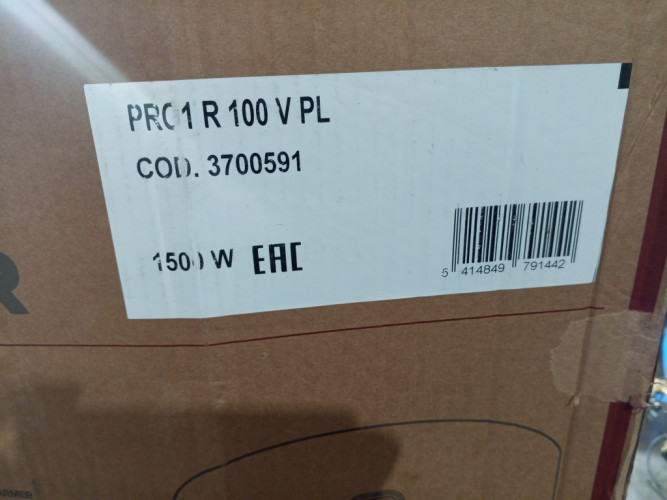 PRO1 R 100 V PL
COD. 3700591
1500 W EAC
5 414849 791442
R